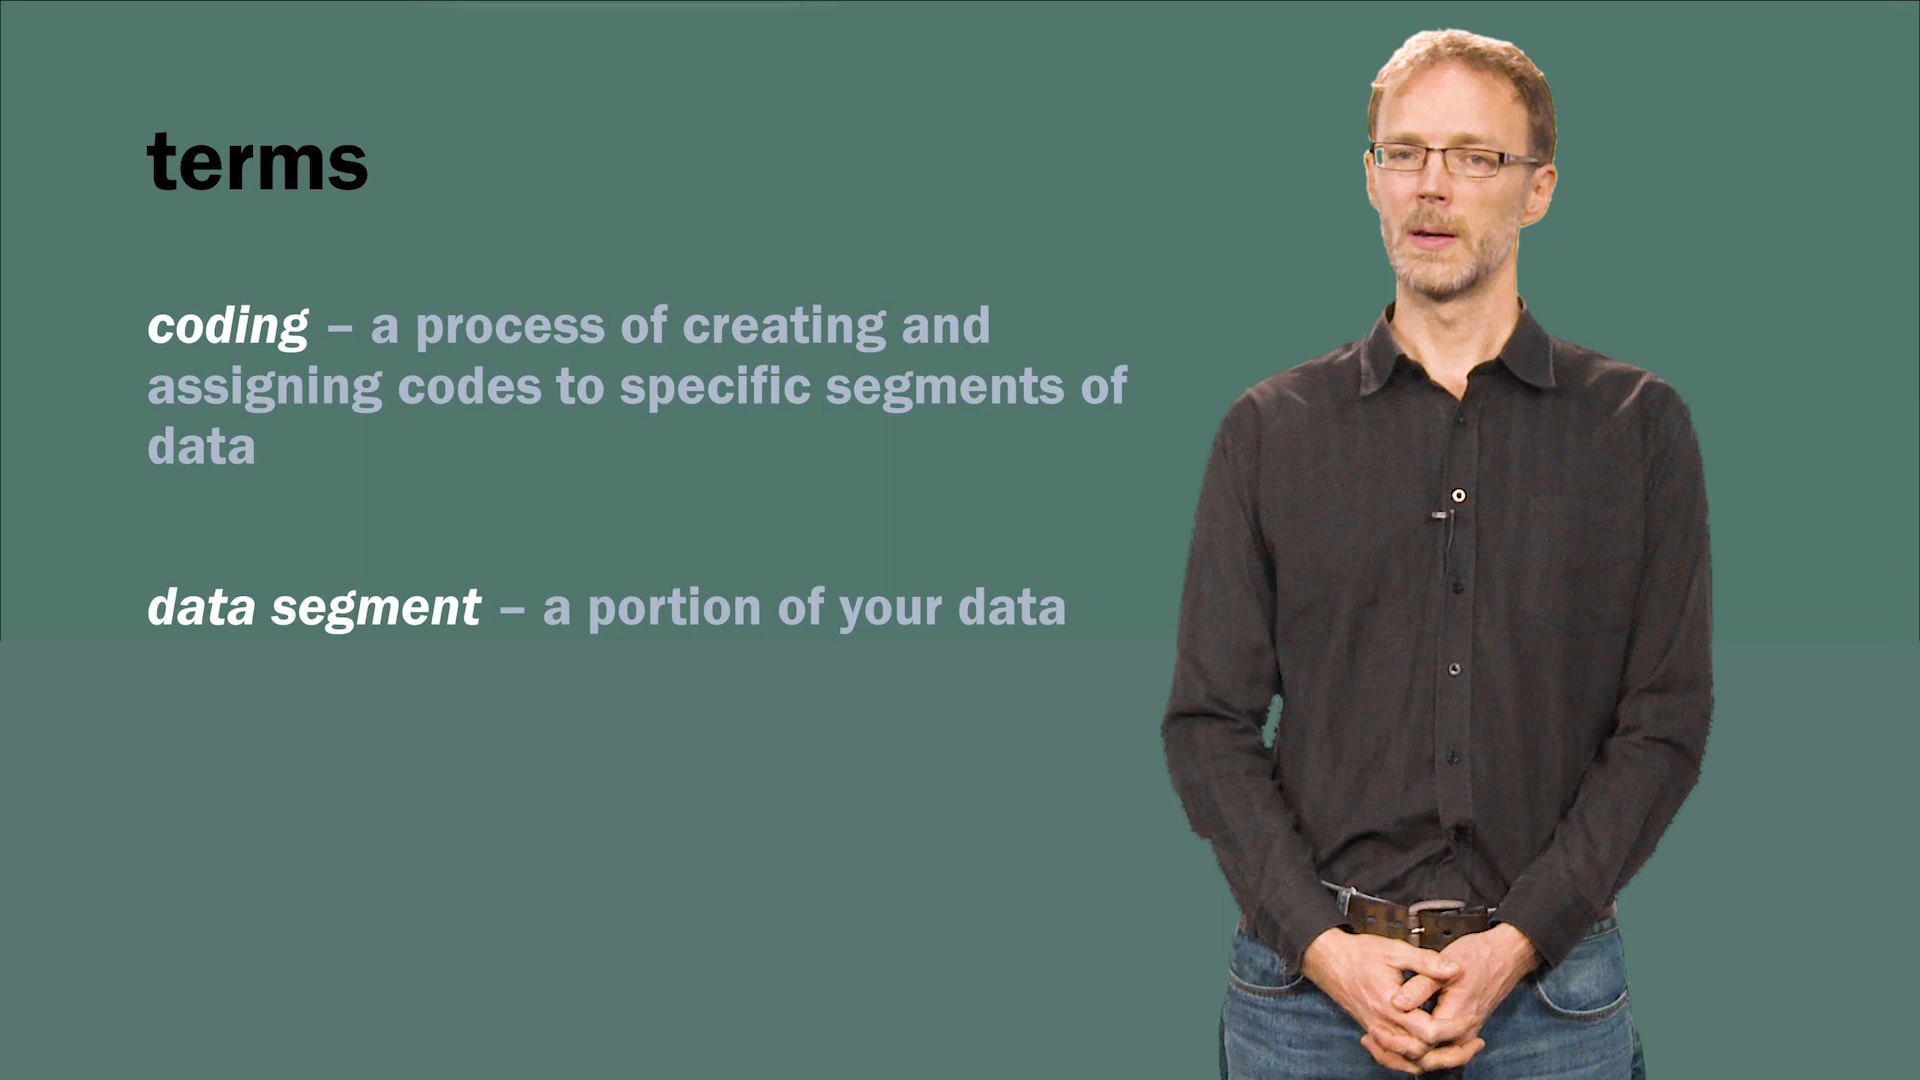 terms
coding – a process of creating and
assigning codes to specific segments of
data
data segment – a portion of your data